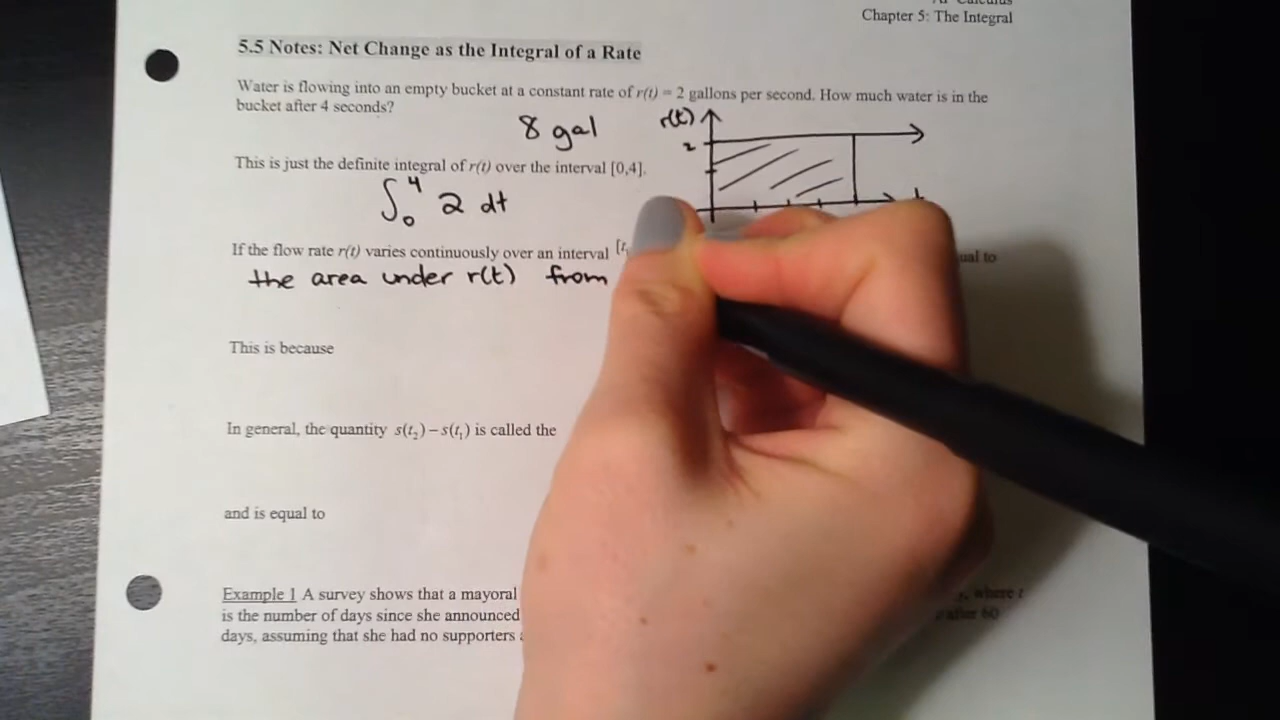 Chapter 5: The Integral
5.5 Notes: Net Change as the Integral of a Rate
Water is flowing into an empty bucket at a constant rate of r(t) = 2 gallons per second. How much water is in the
bucket after 4 seconds?
8 gal
r(t)
2
This is just the definite integral of r(t) over the interval [0,4].
∫₀⁴ 2 dt
t
If the flow rate r(t) varies continuously over an interval [t
the area under r(t) from
This is because
In general, the quantity s(t₂) – s(t₁) is called the
and is equal to
Example 1 A survey shows that a mayoral where t
is the number of days since she announced after 60
days, assuming that she had no supporters